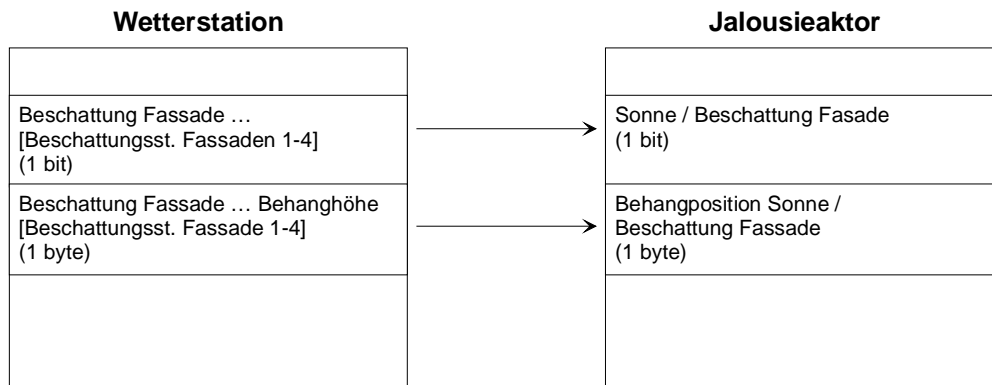 Wetterstation
Jalousieaktor
Beschattung Fassade …
[Beschattungsst. Fassaden 1-4]
(1 bit)
Sonne / Beschattung Fasade
(1 bit)
Beschattung Fassade … Behanghöhe
[Beschattungsst. Fassade 1-4]
(1 byte)
Behangposition Sonne /
Beschattung Fassade
(1 byte)